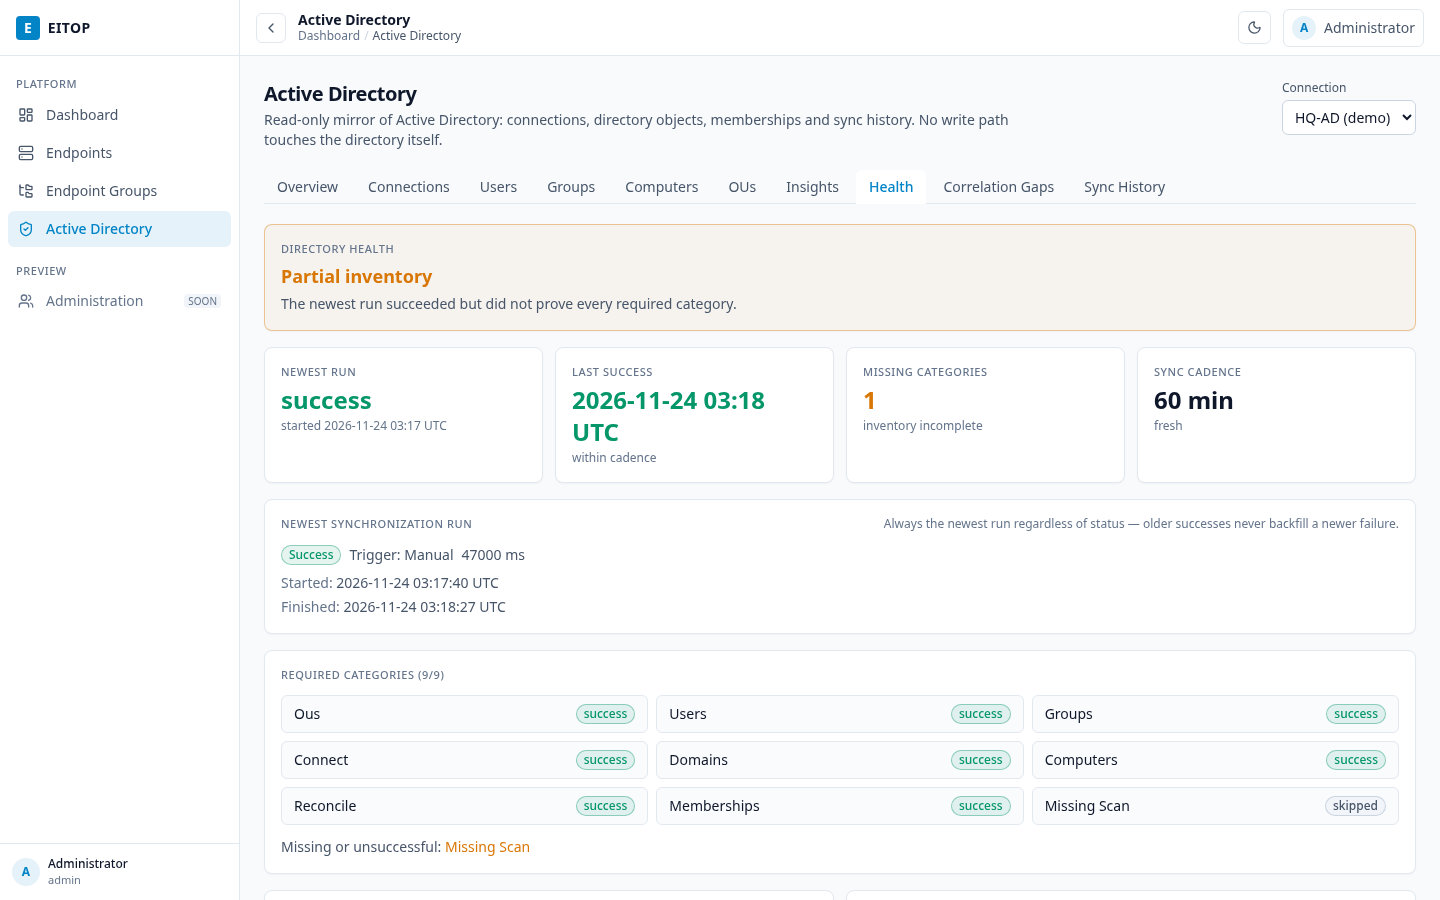 E EITOP
PLATFORM
Dashboard
Endpoints
Endpoint Groups
Active Directory
PREVIEW
Administration SOON
A Administrator
admin
Active Directory
Dashboard / Active Directory
A Administrator
Active Directory
Read-only mirror of Active Directory: connections, directory objects, memberships and sync history. No write path
touches the directory itself.
Connection
HQ-AD (demo)
Overview Connections Users Groups Computers OUs Insights Health Correlation Gaps Sync History
DIRECTORY HEALTH
Partial inventory
The newest run succeeded but did not prove every required category.
NEWEST RUN
success
started 2026-11-24 03:17 UTC
LAST SUCCESS
2026-11-24 03:18
UTC
within cadence
MISSING CATEGORIES
1
inventory incomplete
SYNC CADENCE
60 min
fresh
NEWEST SYNCHRONIZATION RUN
Always the newest run regardless of status — older successes never backfill a newer failure.
Success Trigger: Manual 47000 ms
Started: 2026-11-24 03:17:40 UTC
Finished: 2026-11-24 03:18:27 UTC
REQUIRED CATEGORIES (9/9)
Ous success
Users success
Groups success
Connect success
Domains success
Computers success
Reconcile success
Memberships success
Missing Scan skipped
Missing or unsuccessful: Missing Scan